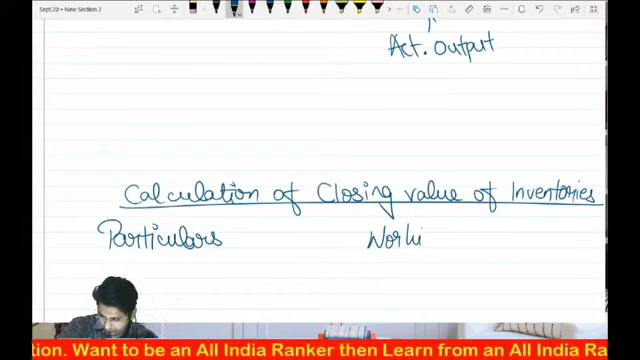 Sept.20 • New Section 2
Act. Output
Calculation of Closing value of Inventories
Particulars Worki
tion. Want to be an All India Ranker then Learn from an All India Ra